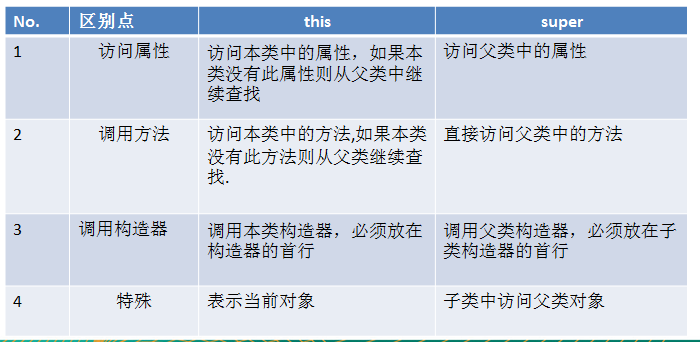 No. 区别点 this super
1 访问属性 访问本类中的属性，如果本 访问父类中的属性
类没有此属性则从父类中继
续查找
2 调用方法 访问本类中的方法,如果本类 直接访问父类中的方法
没有此方法则从父类继续查
找.
3 调用构造器 调用本类构造器，必须放在 调用父类构造器，必须放在子
构造器的首行 类构造器的首行
4 特殊 表示当前对象 子类中访问父类对象